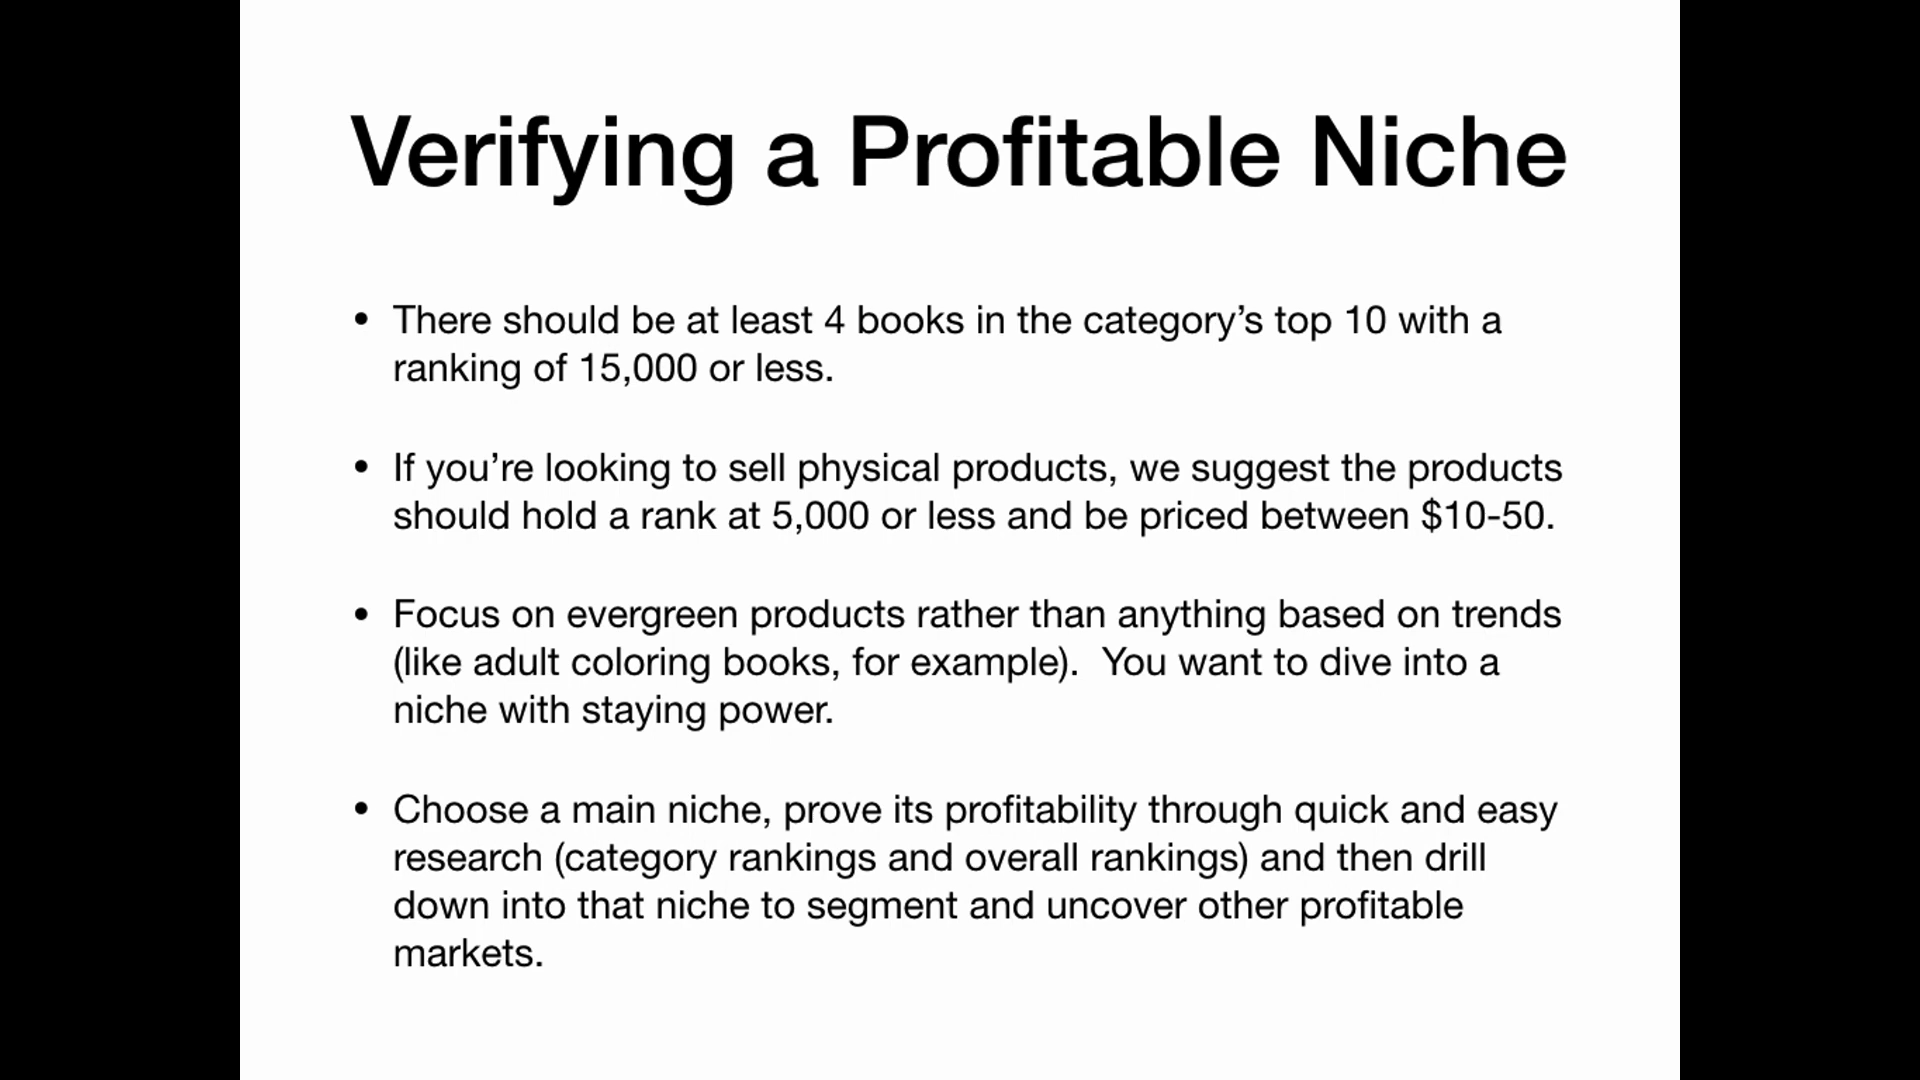 Verifying a Profitable Niche
• There should be at least 4 books in the category’s top 10 with a
ranking of 15,000 or less.
• If you’re looking to sell physical products, we suggest the products
should hold a rank at 5,000 or less and be priced between $10-50.
• Focus on evergreen products rather than anything based on trends
(like adult coloring books, for example).  You want to dive into a
niche with staying power.
• Choose a main niche, prove its profitability through quick and easy
research (category rankings and overall rankings) and then drill
down into that niche to segment and uncover other profitable
markets.